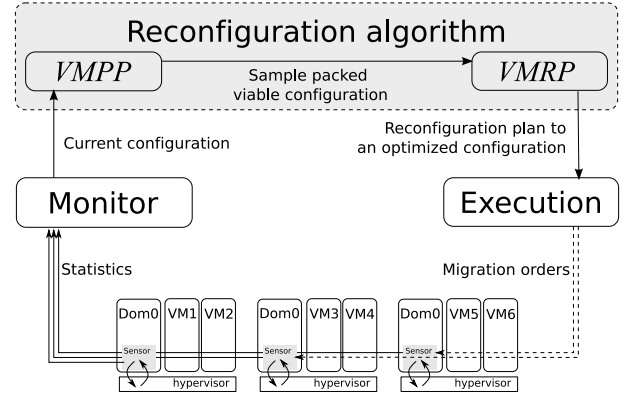 Reconfiguration algorithm
VMPP
VMRP
Sample packed
viable configuration
Current configuration
Reconfiguration plan to
an optimized configuration
Monitor
Execution
Statistics
Migration orders
Dom0 VM1 VM2
Dom0 VM3 VM4
Dom0 VM5 VM6
Sensor
Sensor
Sensor
hypervisor
hypervisor
hypervisor